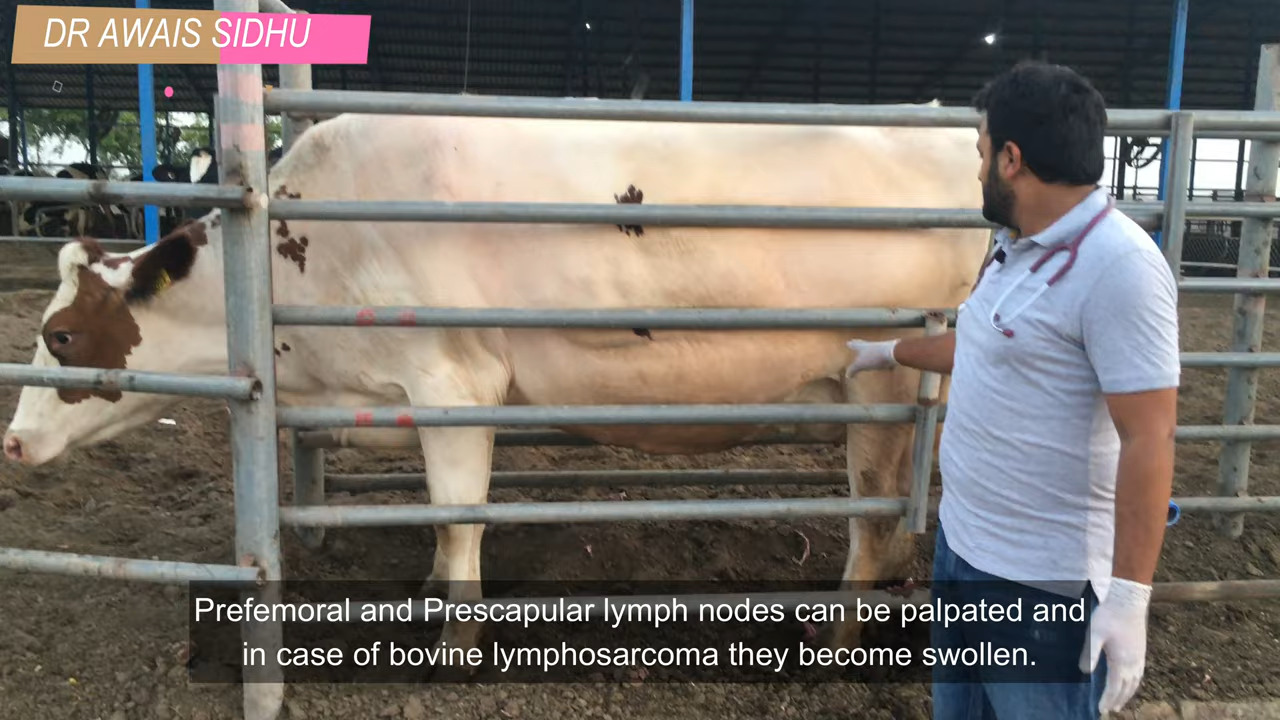 DR AWAIS SIDHU
Prefemoral and Prescapular lymph nodes can be palpated and
in case of bovine lymphosarcoma they become swollen.